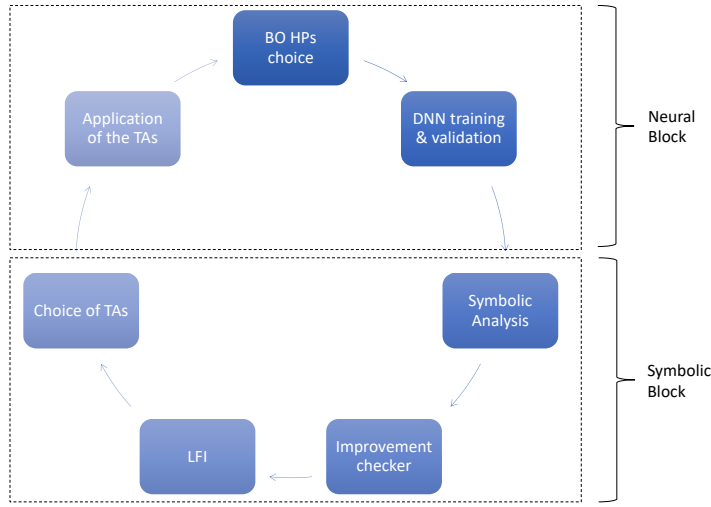 BO HPs
choice
Application
of the TAs
DNN training
& validation
Neural
Block
Choice of TAs
Symbolic
Analysis
Symbolic
Block
LFI
Improvement
checker